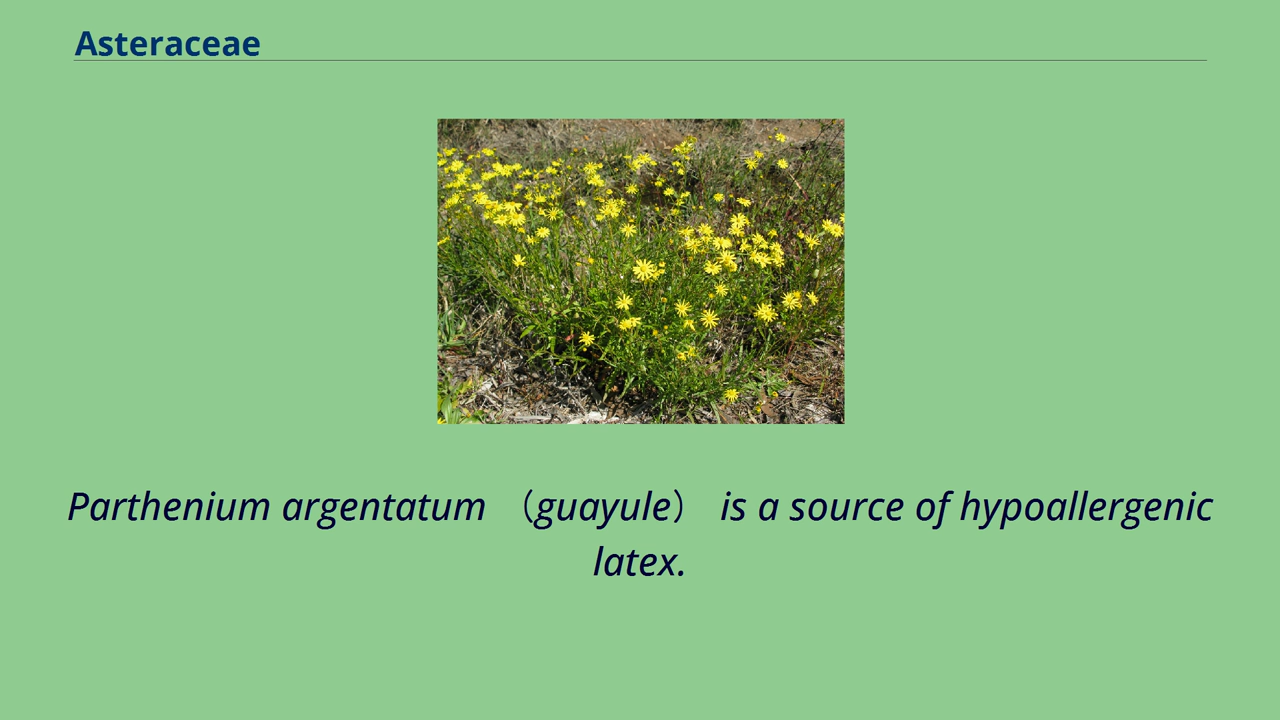 Asteraceae
Parthenium argentatum （guayule） is a source of hypoallergenic
latex.